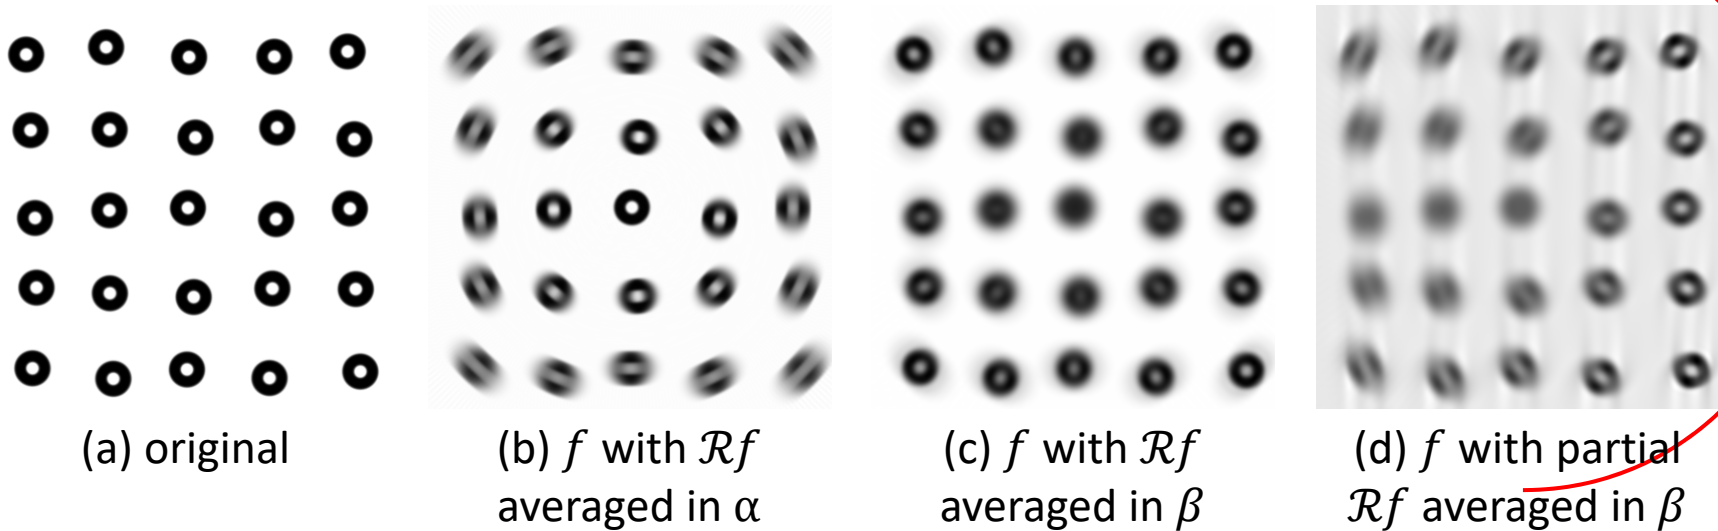 (a) original
(b) f with ℛf
averaged in α
(c) f with ℛf
averaged in β
(d) f with partial
ℛf averaged in β